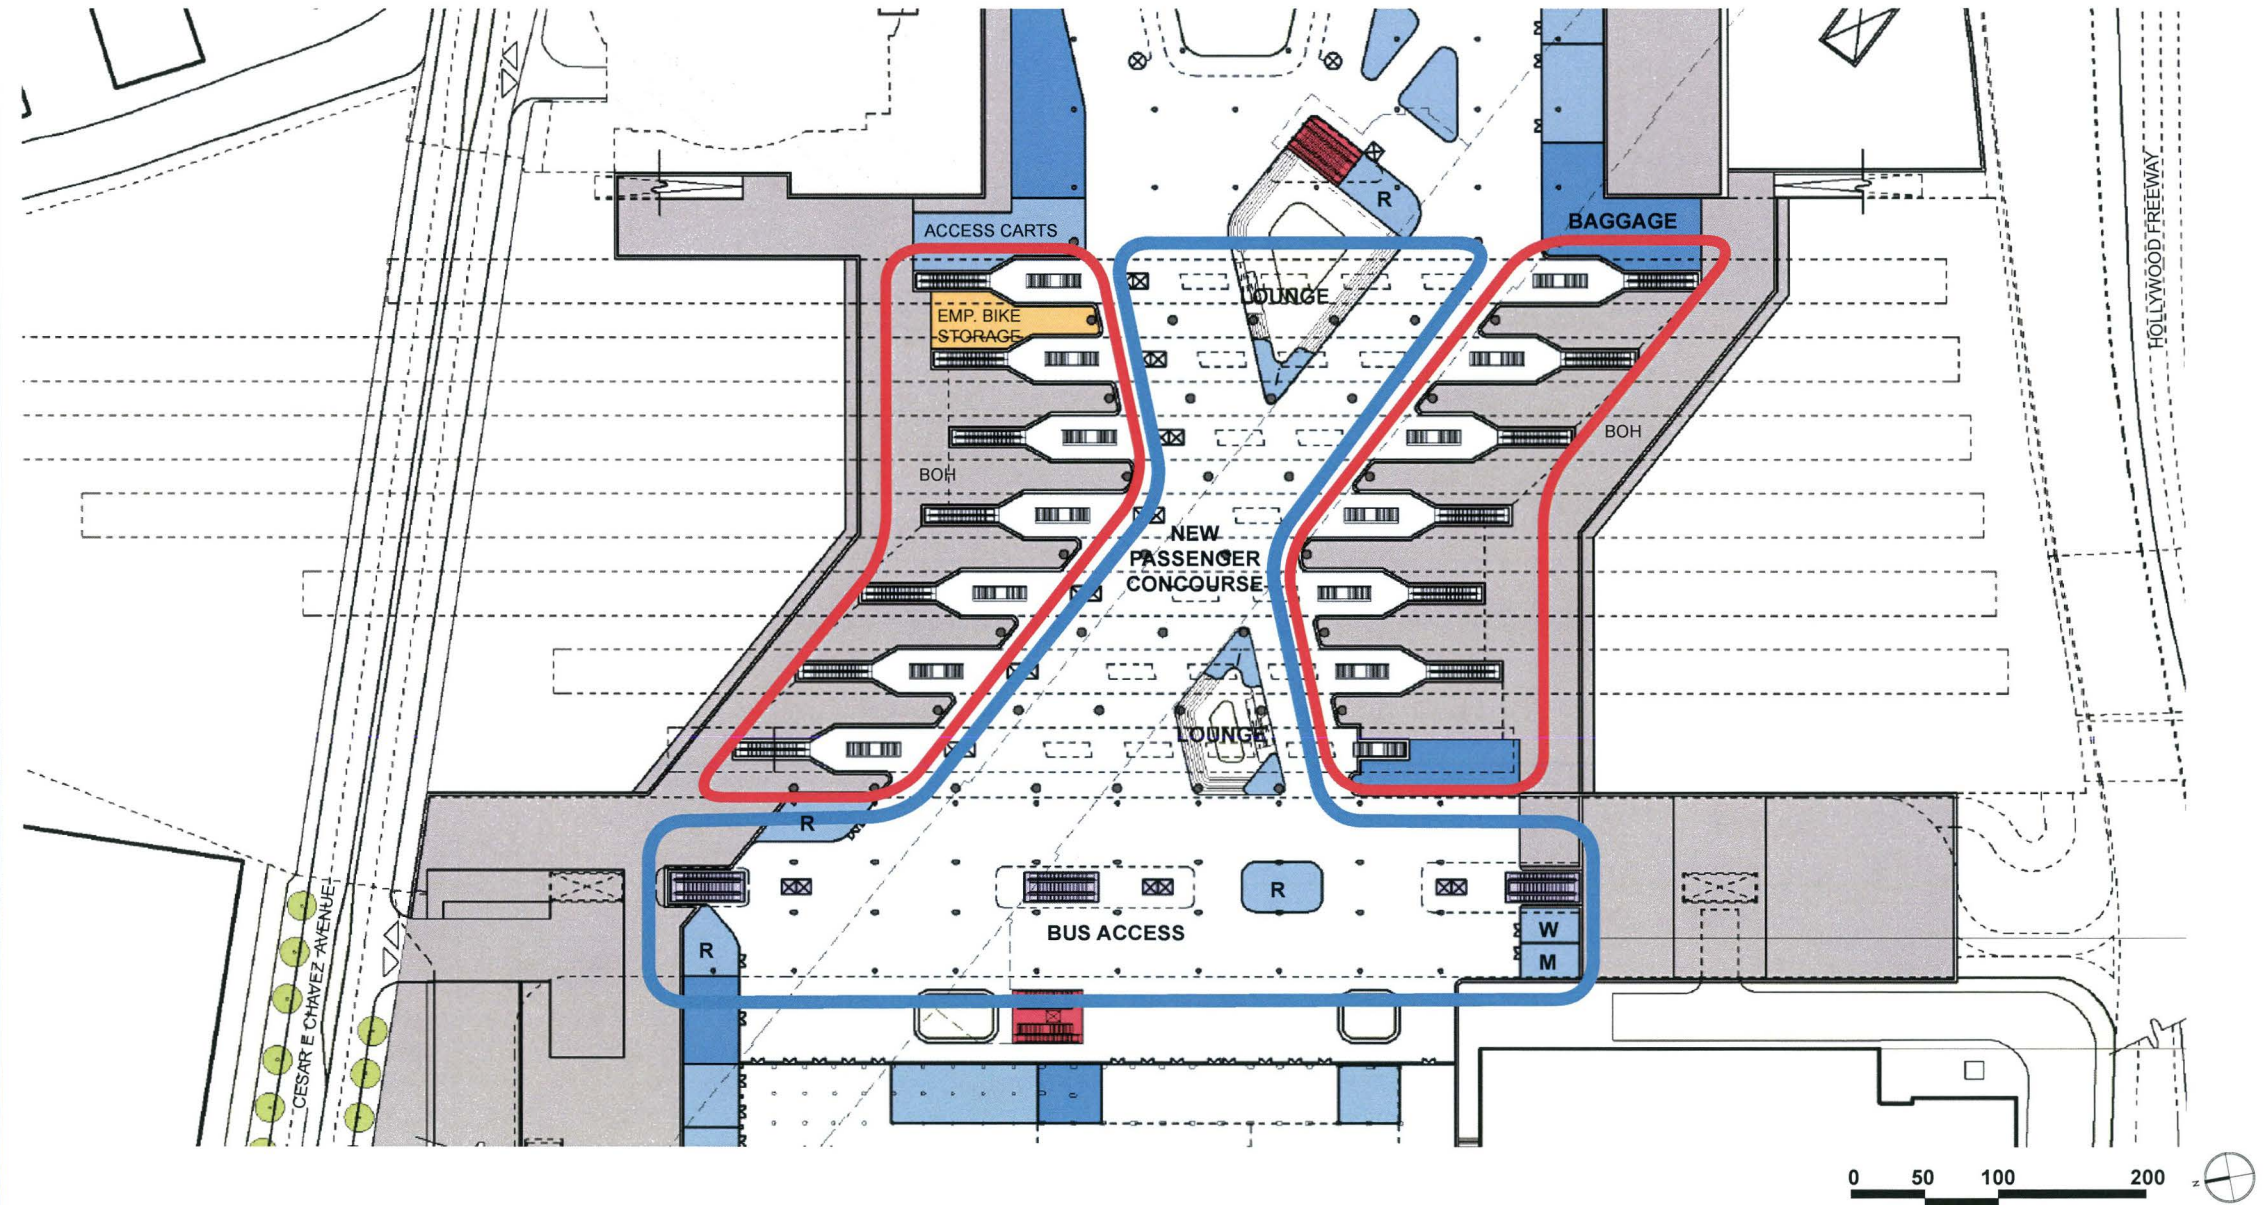 HOLLYWOOD FREEWAY
R
ACCESS CARTS
BAGGAGE
LOUNGE
EMP. BIKE
STORAGE
BOH
BOH
NEW
PASSENGER
CONCOURSE
LOUNGE
R
R
W
R
BUS ACCESS
M
CESAR E CHAVEZ AVENUE
0 50 100 200
N